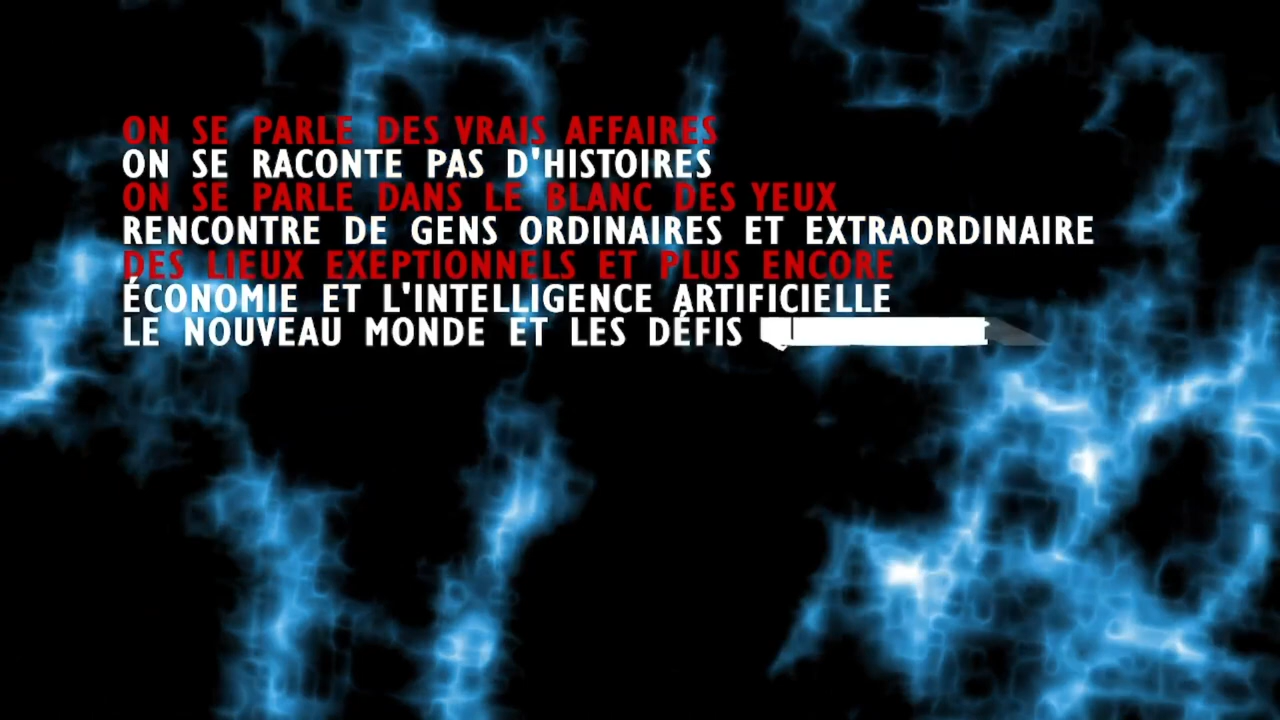 ON SE PARLE DES VRAIS AFFAIRES
ON SE RACONTE PAS D'HISTOIRES
ON SE PARLE DANS LE BLANC DES YEUX
RENCONTRE DE GENS ORDINAIRES ET EXTRAORDINAIRE
DES LIEUX EXEPTIONNELS ET PLUS ENCORE
ÉCONOMIE ET L'INTELLIGENCE ARTIFICIELLE
LE NOUVEAU MONDE ET LES DÉFIS